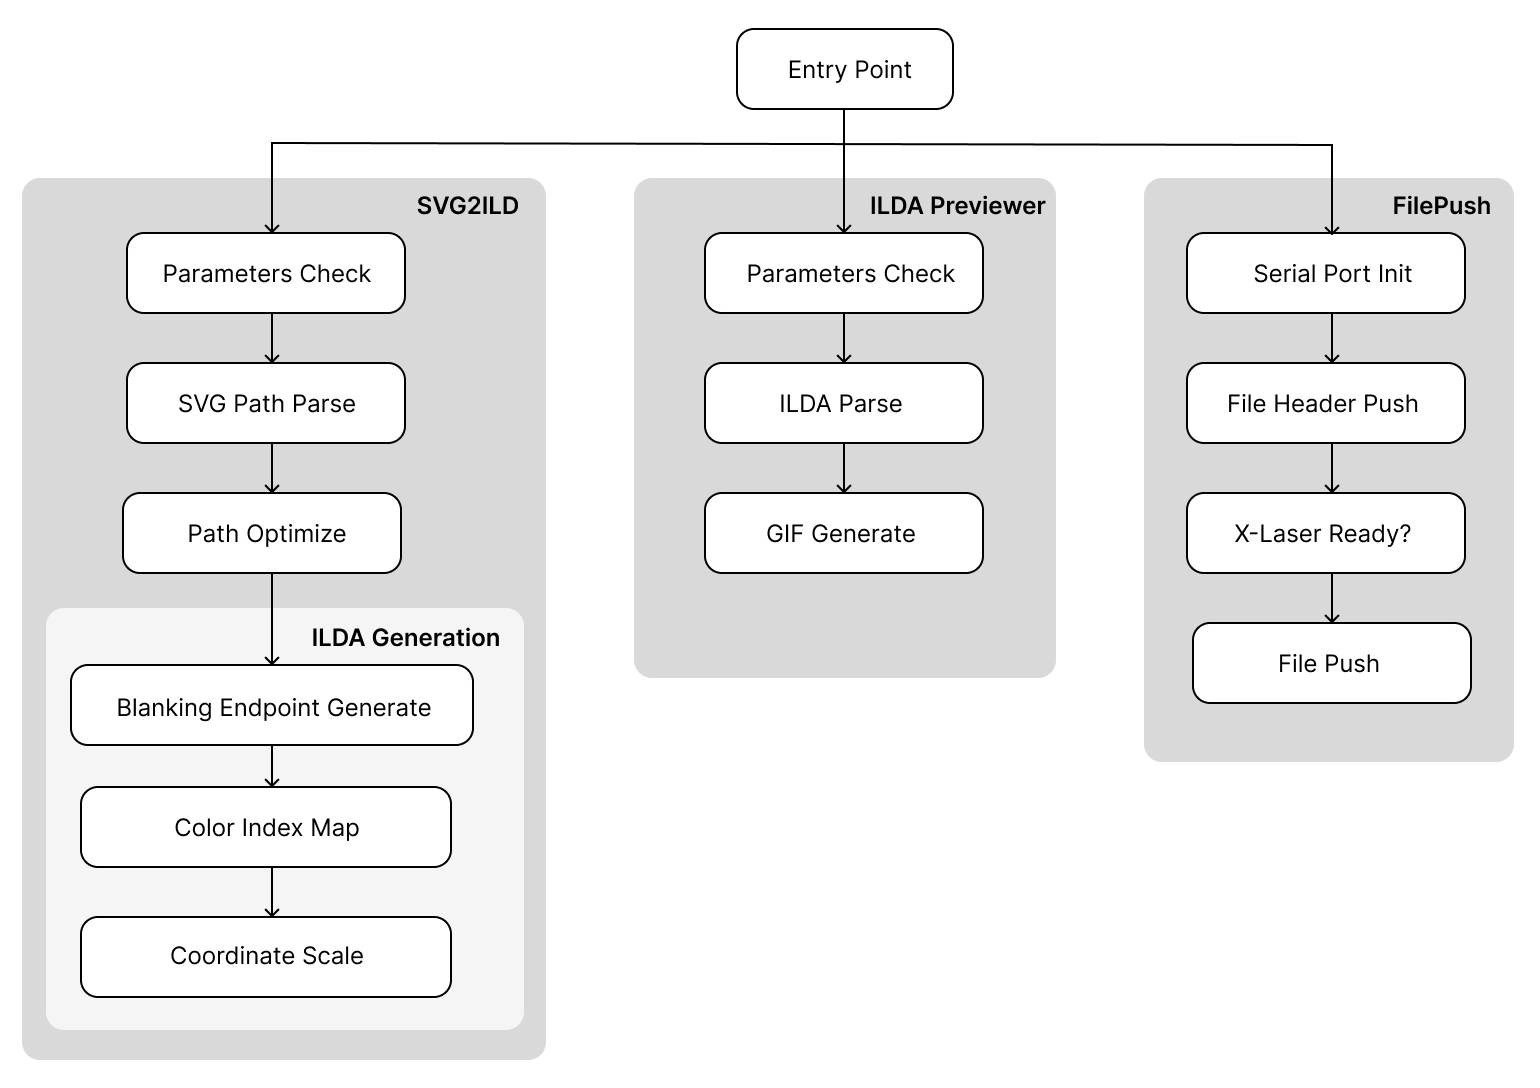 Entry Point
SVG2ILD
Parameters Check
SVG Path Parse
Path Optimize
ILDA Generation
Blanking Endpoint Generate
Color Index Map
Coordinate Scale
ILDA Previewer
Parameters Check
ILDA Parse
GIF Generate
FilePush
Serial Port Init
File Header Push
X-Laser Ready?
File Push